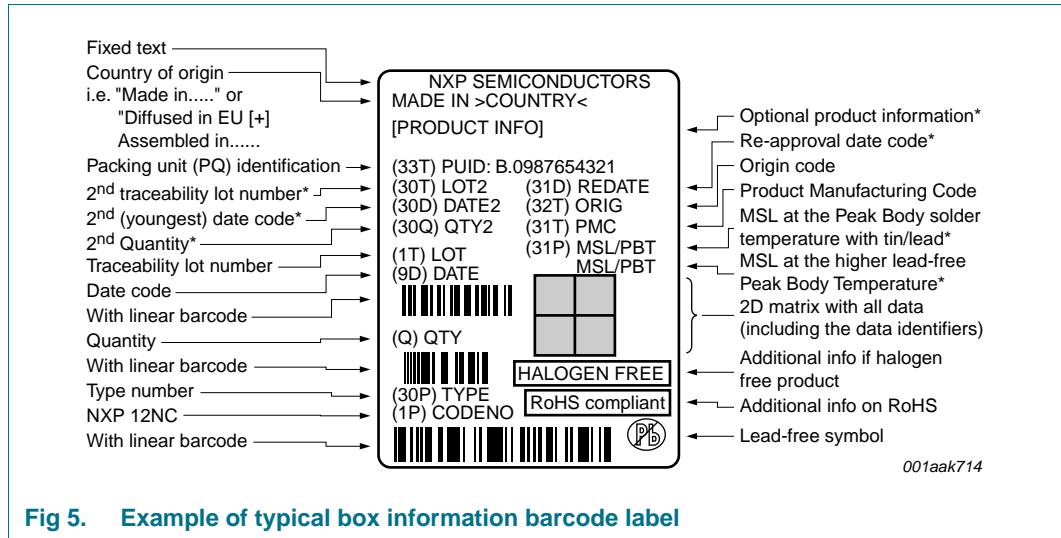 Fixed text
Country of origin
i.e. "Made in....." or
"Diffused in EU [+]
Assembled in......
Packing unit (PQ) identification
2nd traceability lot number*
2nd (youngest) date code*
2nd Quantity*
Traceability lot number
Date code
With linear barcode
Quantity
With linear barcode
Type number
NXP 12NC
With linear barcode
NXP SEMICONDUCTORS
MADE IN >COUNTRY<
[PRODUCT INFO]
(33T) PUID: B.0987654321
(30T) LOT2 (31D) REDATE
(30D) DATE2 (32T) ORIG
(30Q) QTY2 (31T) PMC
(31P) MSL/PBT
(1T) LOT
MSL/PBT
(9D) DATE
(Q) QTY
HALOGEN FREE
(30P) TYPE
RoHS compliant
(1P) CODENO
Pb
Optional product information*
Re-approval date code*
Origin code
Product Manufacturing Code
MSL at the Peak Body solder
temperature with tin/lead*
MSL at the higher lead-free
Peak Body Temperature*
2D matrix with all data
(including the data identifiers)
Additional info if halogen
free product
Additional info on RoHS
Lead-free symbol
001aak714
Fig 5. Example of typical box information barcode label